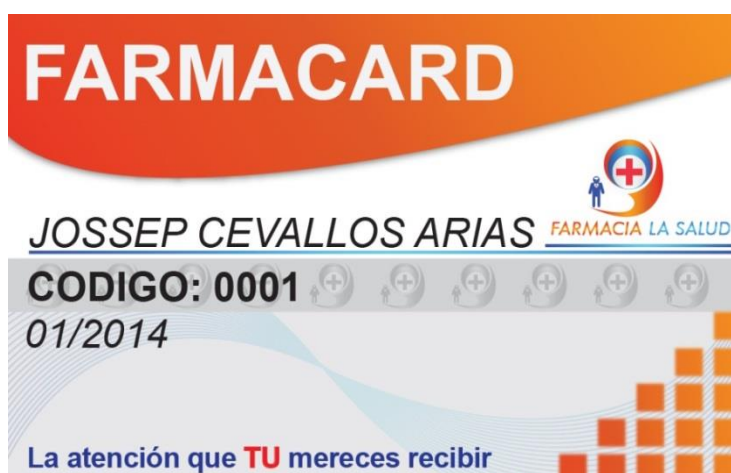 FARMACARD
JOSSEP CEVALLOS ARIAS
FARMACIA LA SALUD
CODIGO: 0001
01/2014
La atención que TU mereces recibir